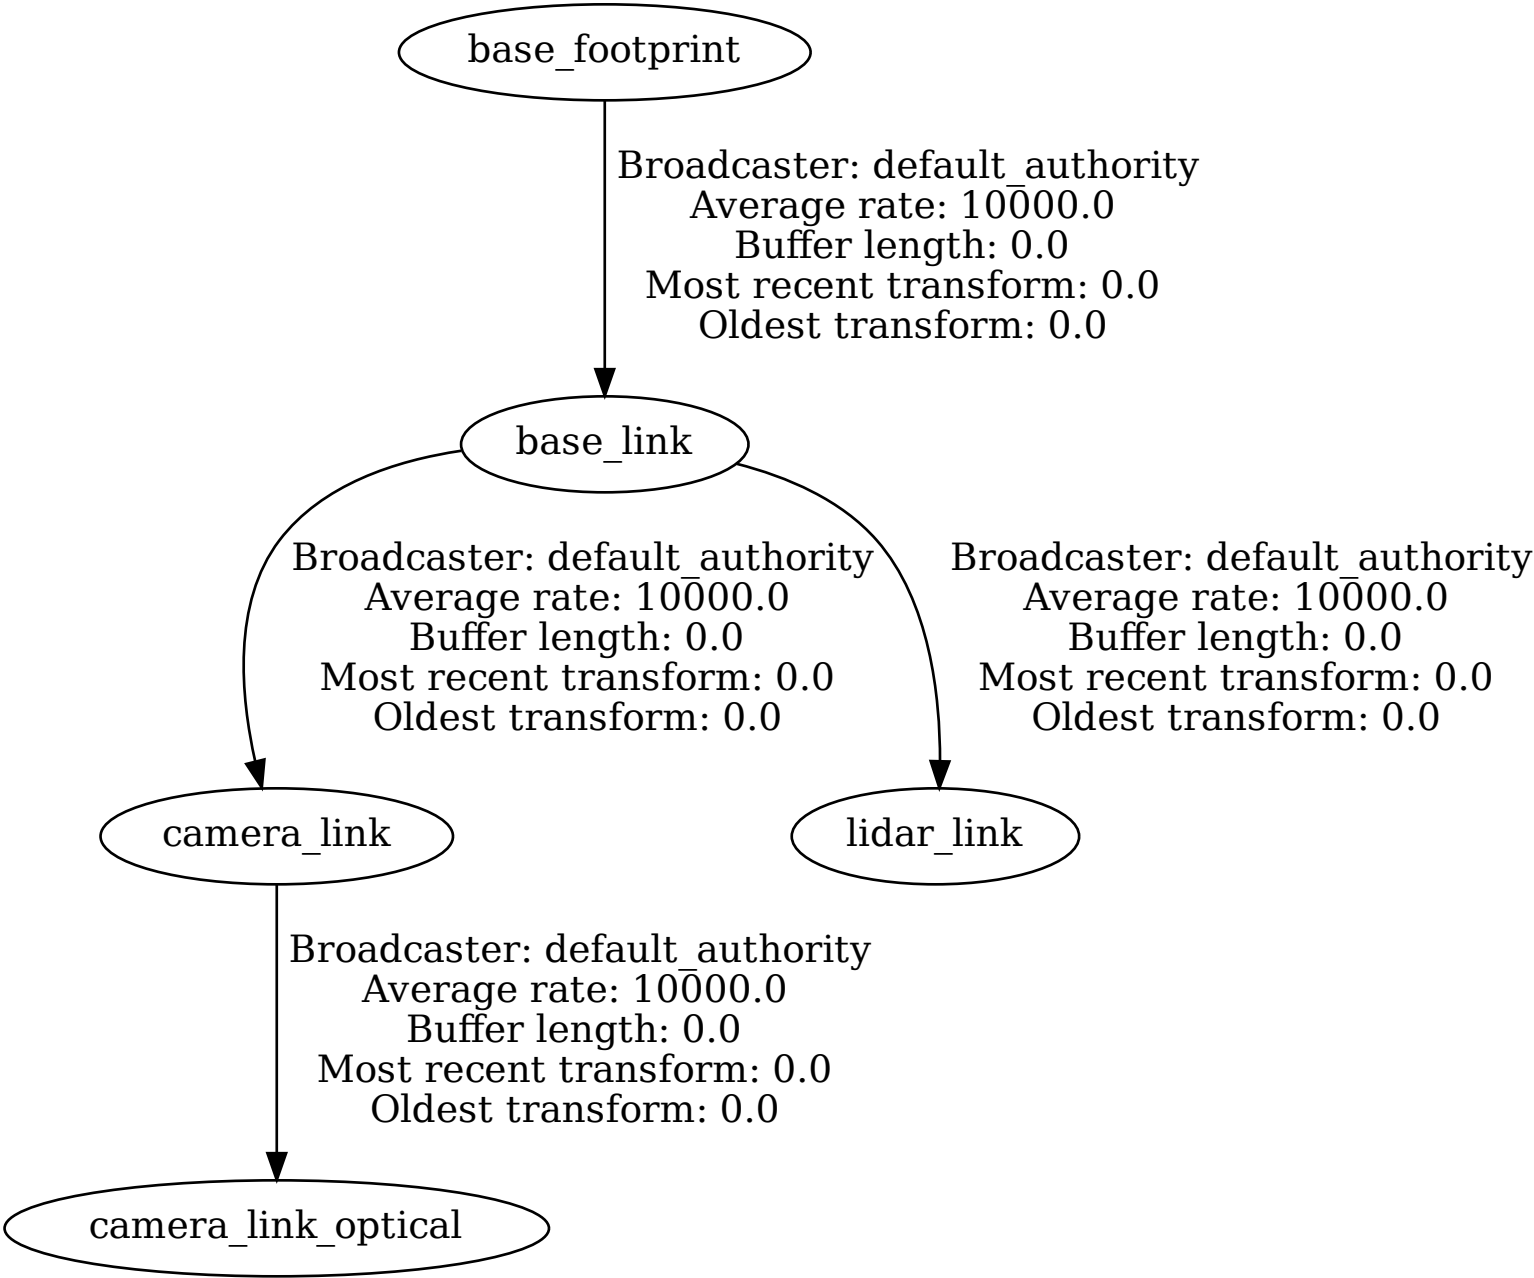 base_footprint
Broadcaster: default_authority
Average rate: 10000.0
Buffer length: 0.0
Most recent transform: 0.0
Oldest transform: 0.0
base_link
Broadcaster: default_authority
Average rate: 10000.0
Buffer length: 0.0
Most recent transform: 0.0
Oldest transform: 0.0
Broadcaster: default_authority
Average rate: 10000.0
Buffer length: 0.0
Most recent transform: 0.0
Oldest transform: 0.0
camera_link
lidar_link
Broadcaster: default_authority
Average rate: 10000.0
Buffer length: 0.0
Most recent transform: 0.0
Oldest transform: 0.0
camera_link_optical